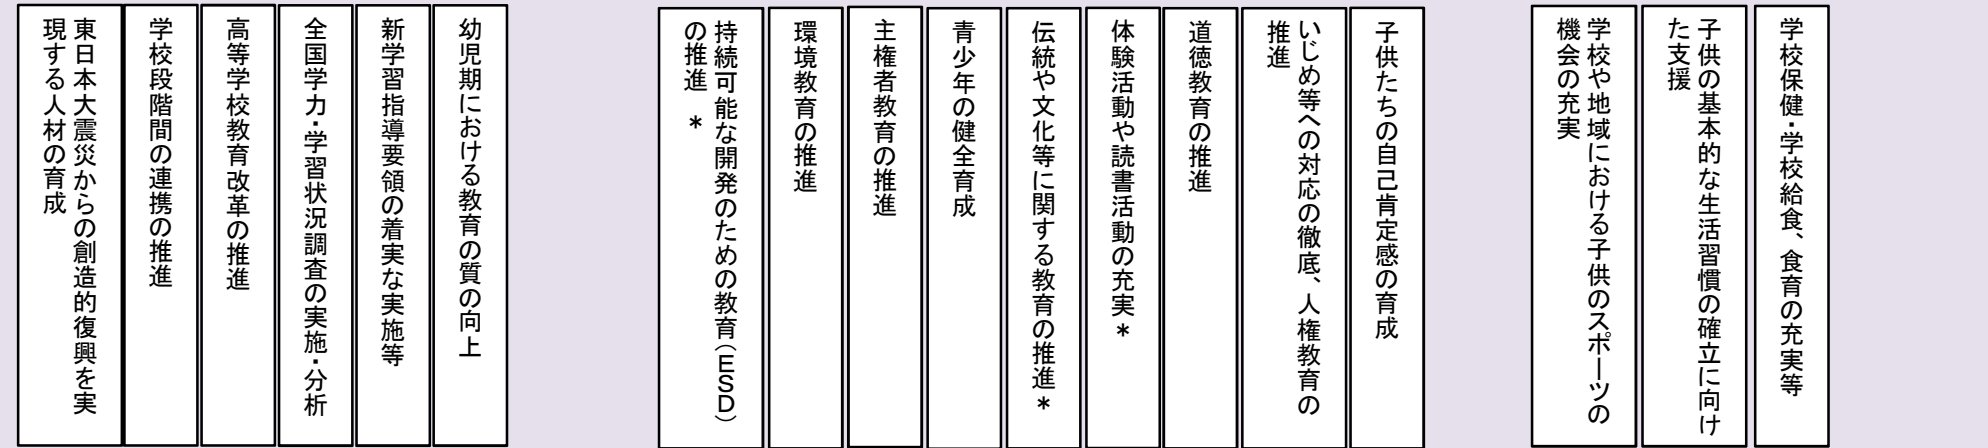 学校保健・学校給食、食育の充実等
子供の基本的な生活習慣の確立に向け
た支援
学校や地域における子供のスポーツの
機会の充実
子供たちの自己肯定感の育成
いじめ等への対応の徹底、人権教育の
推進
道徳教育の推進
体験活動や読書活動の充実*
伝統や文化等に関する教育の推進*
青少年の健全育成
主権者教育の推進
環境教育の推進
持続可能な開発のための教育（ESD）
の推進 *
幼児期における教育の質の向上
新学習指導要領の着実な実施等
全国学力・学習状況調査の実施・分析
高等学校教育改革の推進
学校段階間の連携の推進
東日本大震災からの創造的復興を実
現する人材の育成